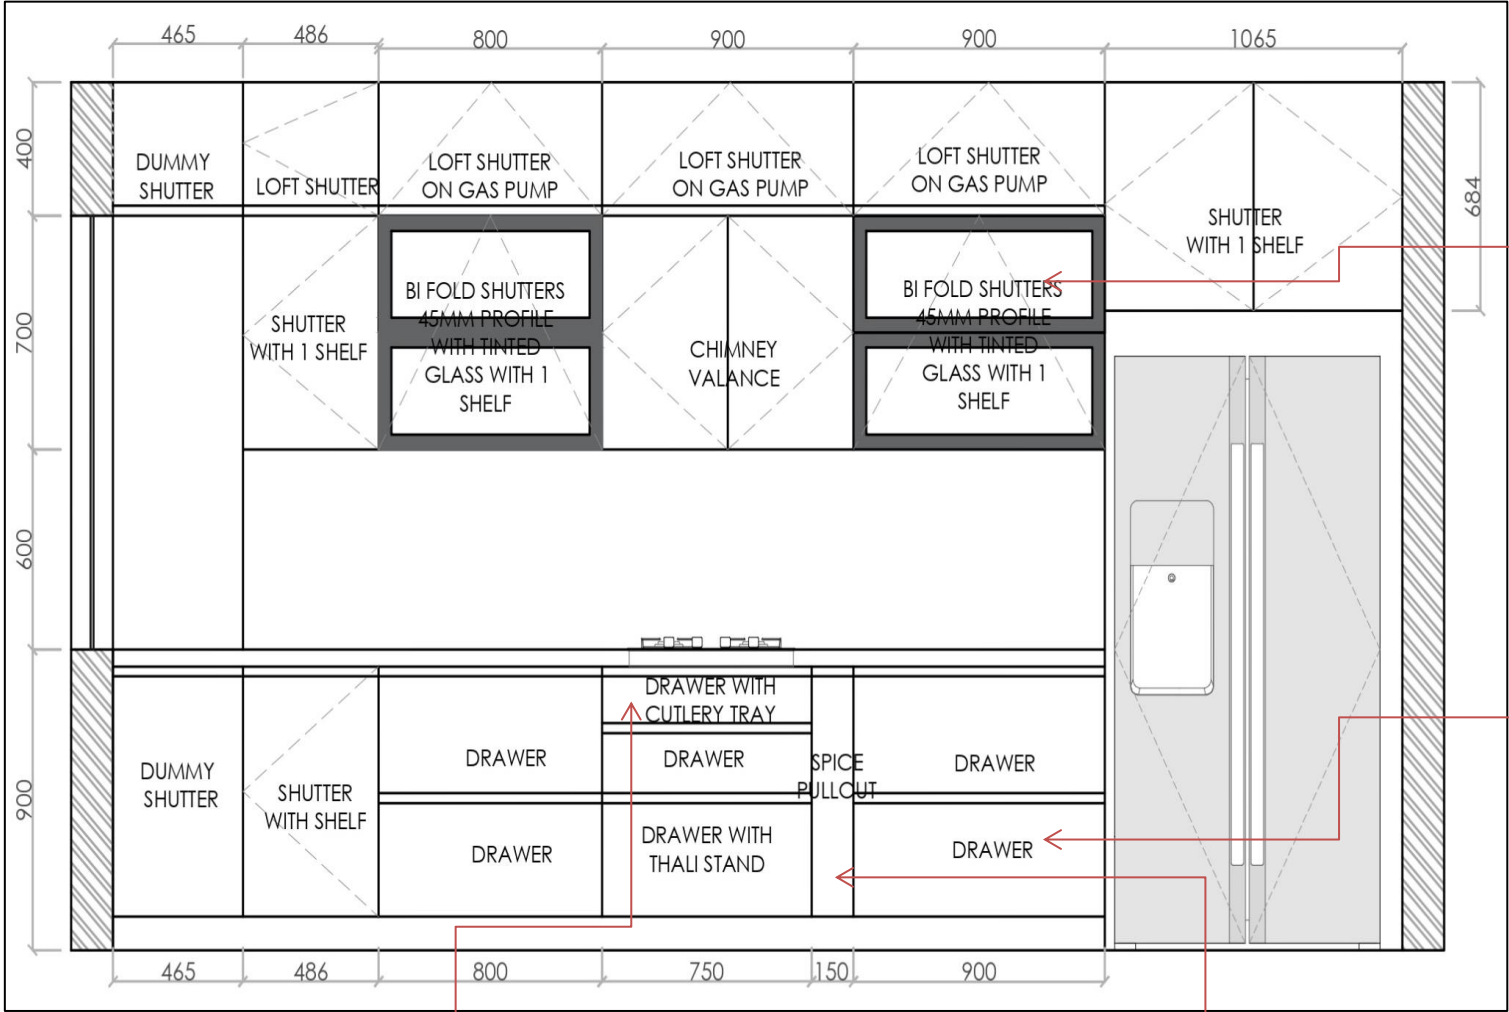 465
486
800
900
900
1065
400
700
600
900
684
DUMMY
SHUTTER
LOFT SHUTTER
LOFT SHUTTER
ON GAS PUMP
LOFT SHUTTER
ON GAS PUMP
LOFT SHUTTER
ON GAS PUMP
SHUTTER
WITH 1 SHELF
SHUTTER
WITH 1 SHELF
BI FOLD SHUTTERS
45MM PROFILE
WITH TINTED
GLASS WITH 1
SHELF
CHIMNEY
VALANCE
BI FOLD SHUTTERS
45MM PROFILE
WITH TINTED
GLASS WITH 1
SHELF
DUMMY
SHUTTER
SHUTTER
WITH SHELF
DRAWER
DRAWER
DRAWER WITH
CUTLERY TRAY
DRAWER
DRAWER WITH
THALI STAND
SPICE
PULLOUT
DRAWER
DRAWER
465
486
800
750
150
900